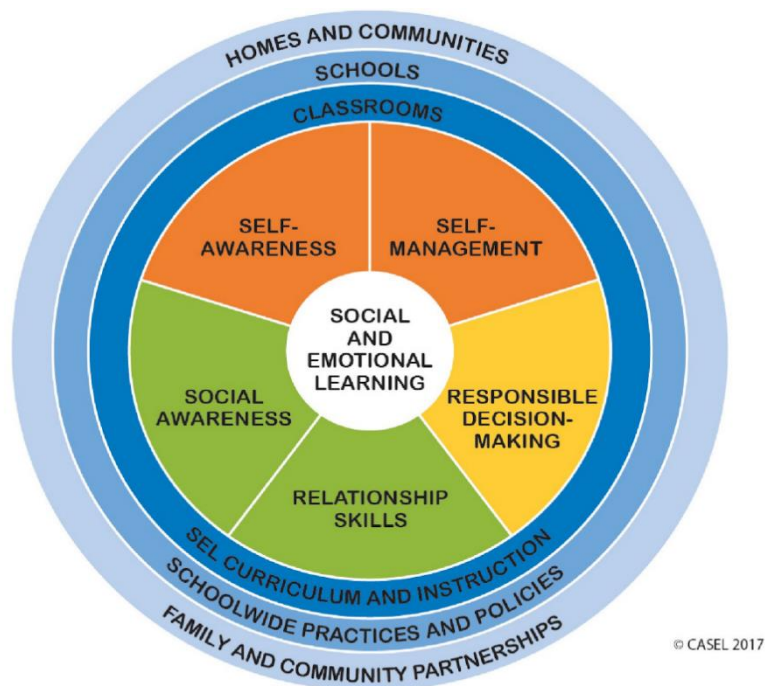 HOMES AND COMMUNITIES
SCHOOLS
CLASSROOMS
SELF-
AWARENESS
SELF-
MANAGEMENT
SOCIAL
AND
EMOTIONAL
LEARNING
SOCIAL
AWARENESS
RESPONSIBLE
DECISION-
MAKING
RELATIONSHIP
SKILLS
SEL CURRICULUM AND INSTRUCTION
SCHOOLWIDE PRACTICES AND POLICIES
FAMILY AND COMMUNITY PARTNERSHIPS
© CASEL 2017